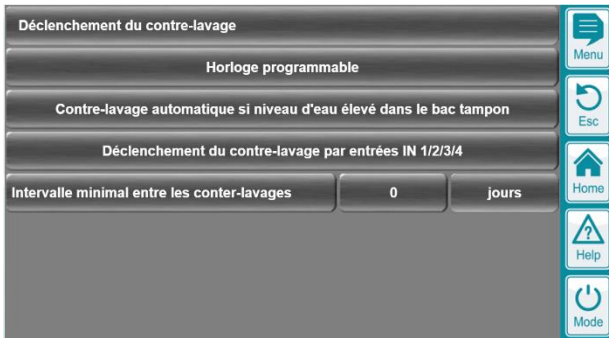 Déclenchement du contre-lavage
Horloge programmable
Contre-lavage automatique si niveau d'eau élevé dans le bac tampon
Déclenchement du contre-lavage par entrées IN 1/2/3/4
Intervalle minimal entre les conter-lavages 0 jours
Menu
Esc
Home
?
Help
Mode